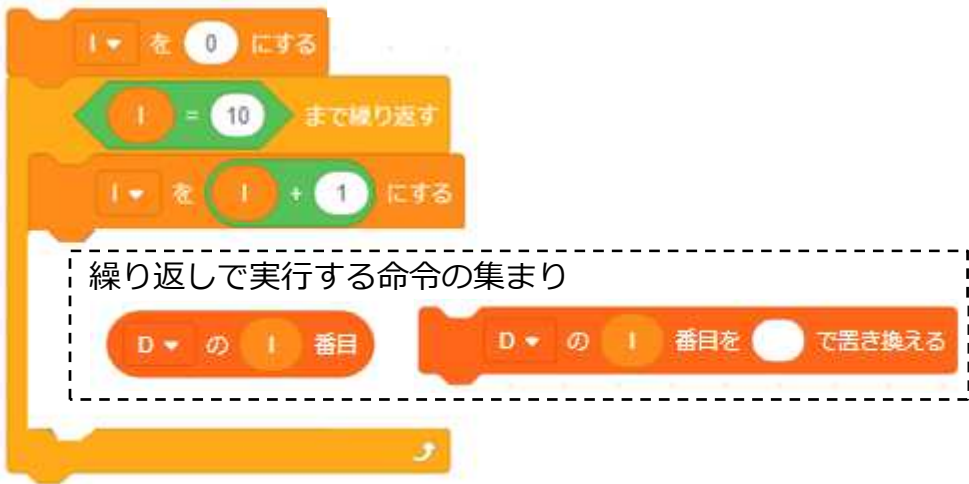 I を 0 にする
I = 10 まで繰り返す
I を I + 1 にする
繰り返しで実行する命令の集まり
D の I 番目
D の I 番目を で置き換える